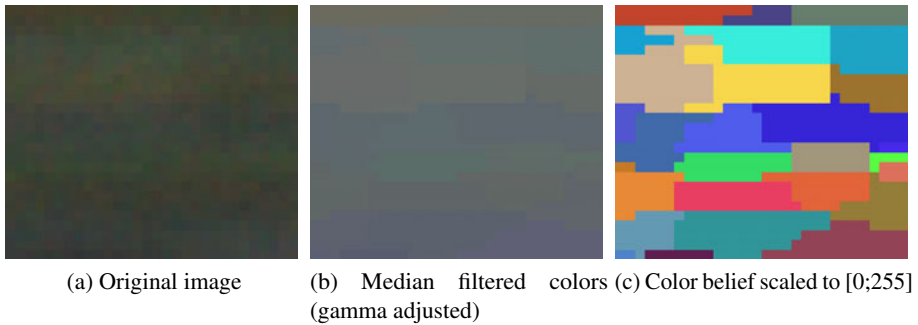 (a) Original image
(b) Median filtered colors
(gamma adjusted)
(c) Color belief scaled to [0;255]